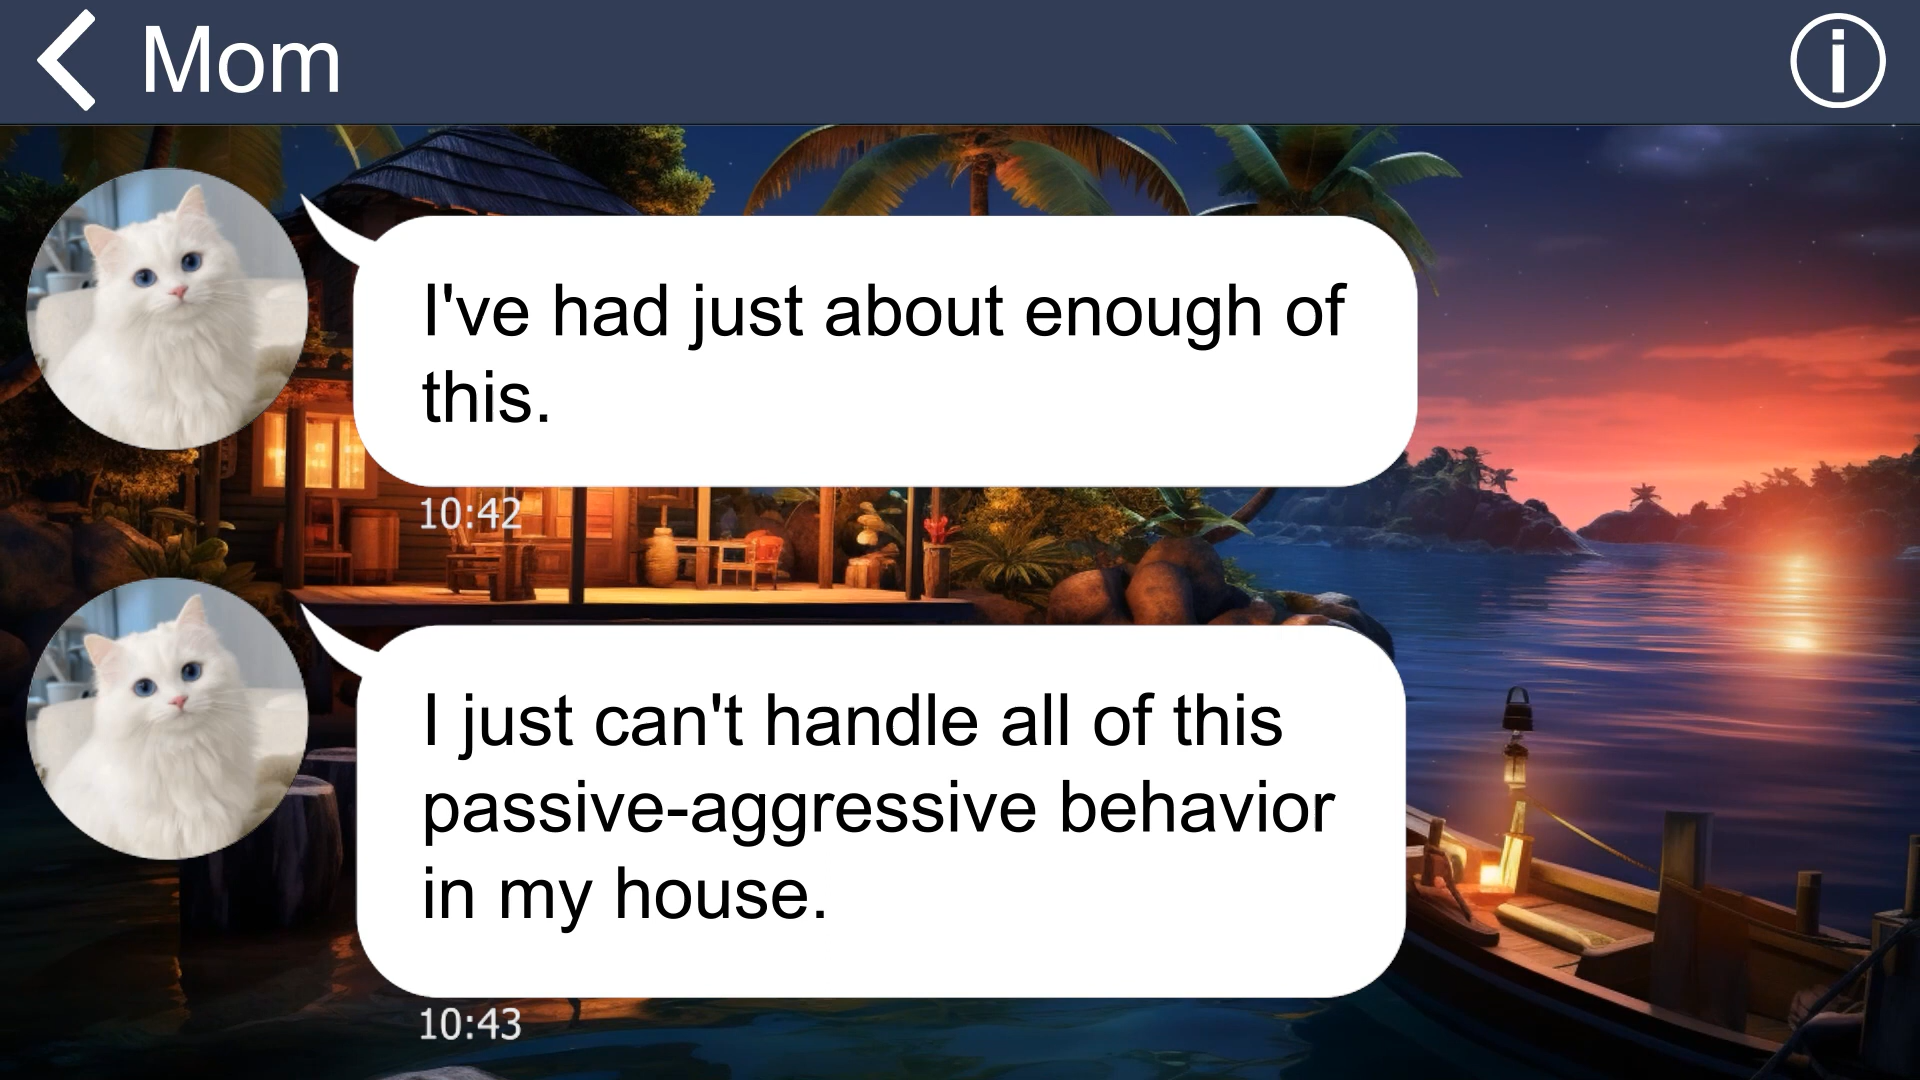 Mom
I've had just about enough of
this.
10:42
I just can't handle all of this
passive-aggressive behavior
in my house.
10:43